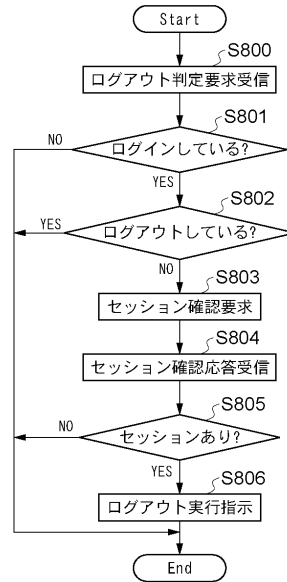 Start
S800
ログアウト判定要求受信
S801
NO
ログインしている?
YES
S802
YES
ログアウトしている?
NO
S803
セッション確認要求
S804
セッション確認応答受信
S805
NO
セッションあり?
YES
S806
ログアウト実行指示
End